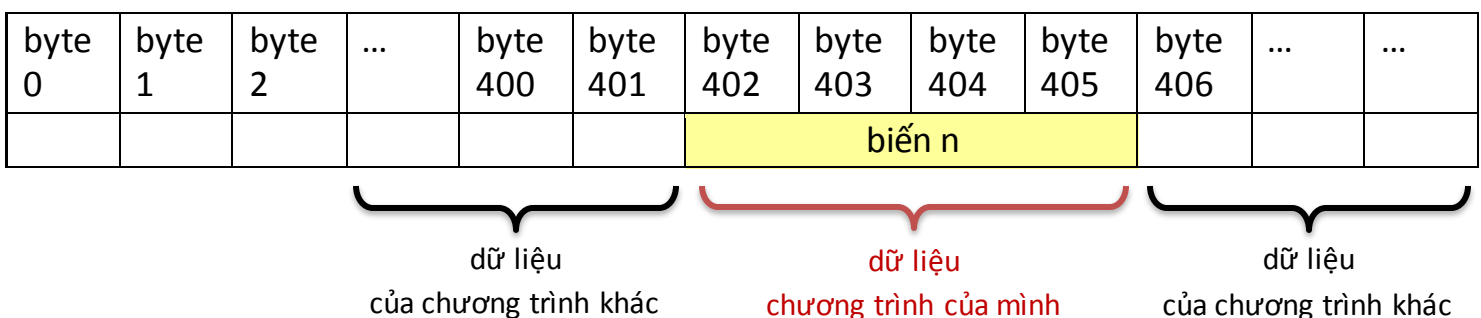 byte byte byte ... byte byte byte byte byte byte byte ... ...
0 1 2 400 401 402 403 404 405 406
biến n
dữ liệu dữ liệu dữ liệu
của chương trình khác chương trình của mình của chương trình khác